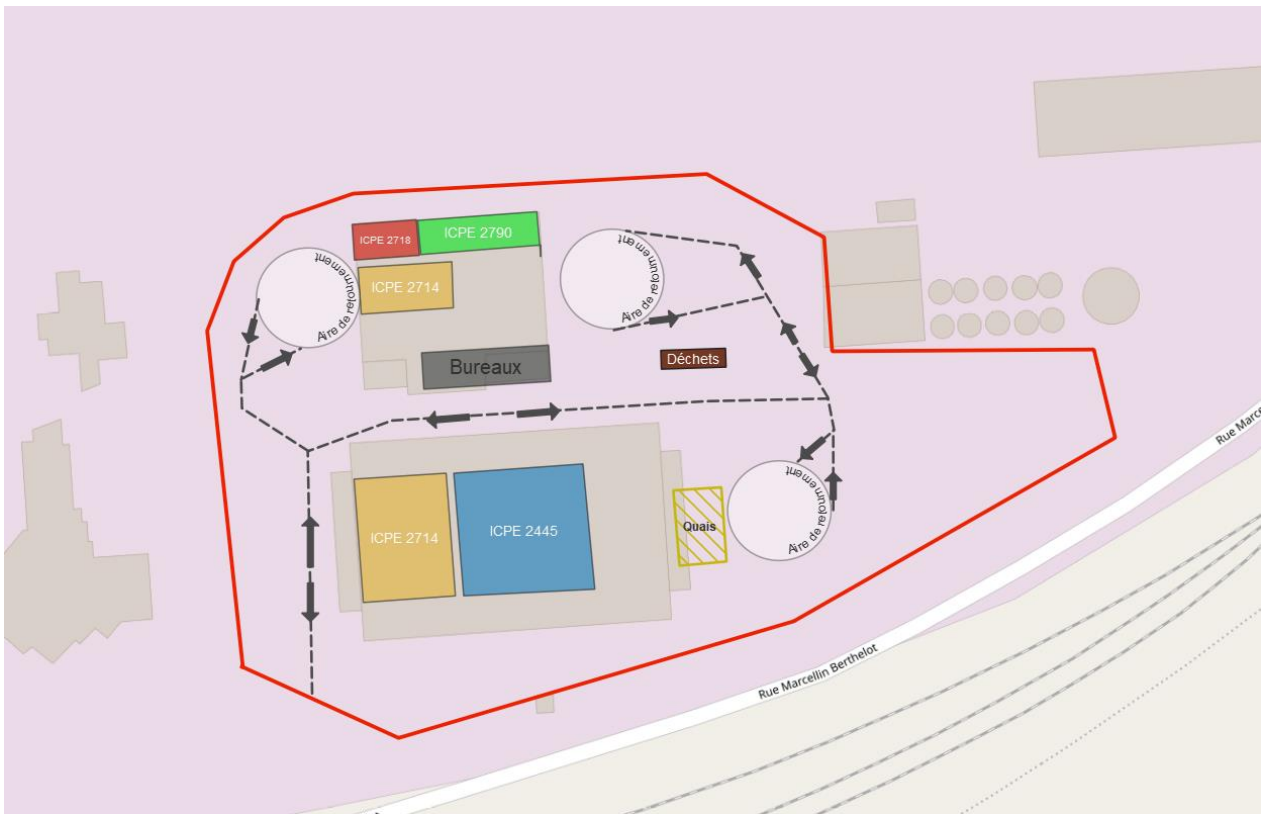 ICPE 2718
ICPE 2790
Aire de retournement
ICPE 2714
Aire de retournement
Déchets
Bureaux
Rue Marce
ICPE 2714
ICPE 2445
Quais
Aire de retournement
Rue Marcellin Berthelot